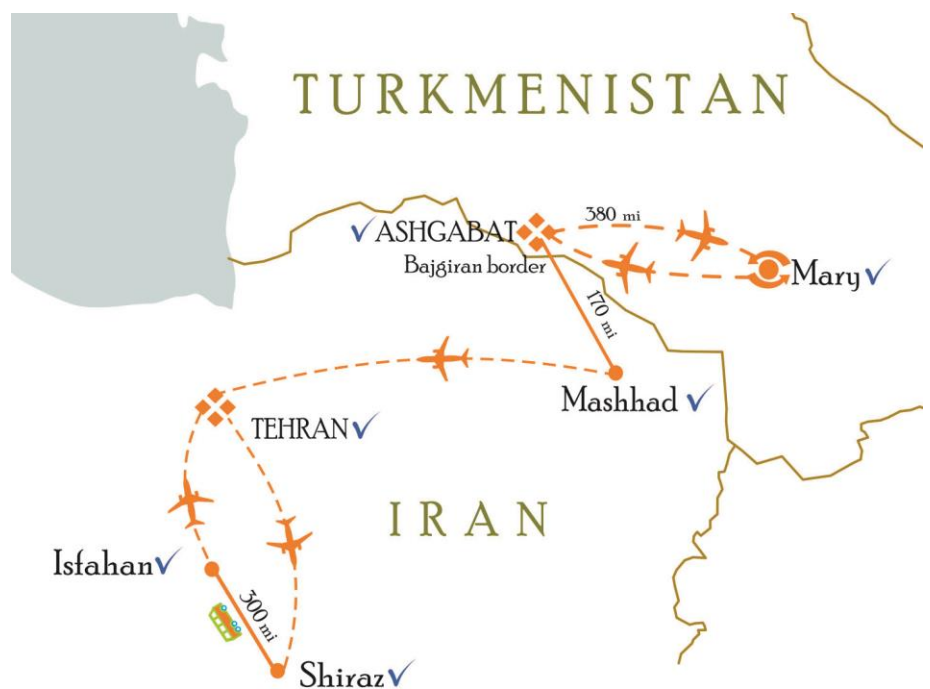 TURKMENISTAN
380 mi
ASHGABAT
Bajgiran border
Mary
170 mi
Mashhad
TEHRAN
IRAN
Isfahan
300 mi
Shiraz